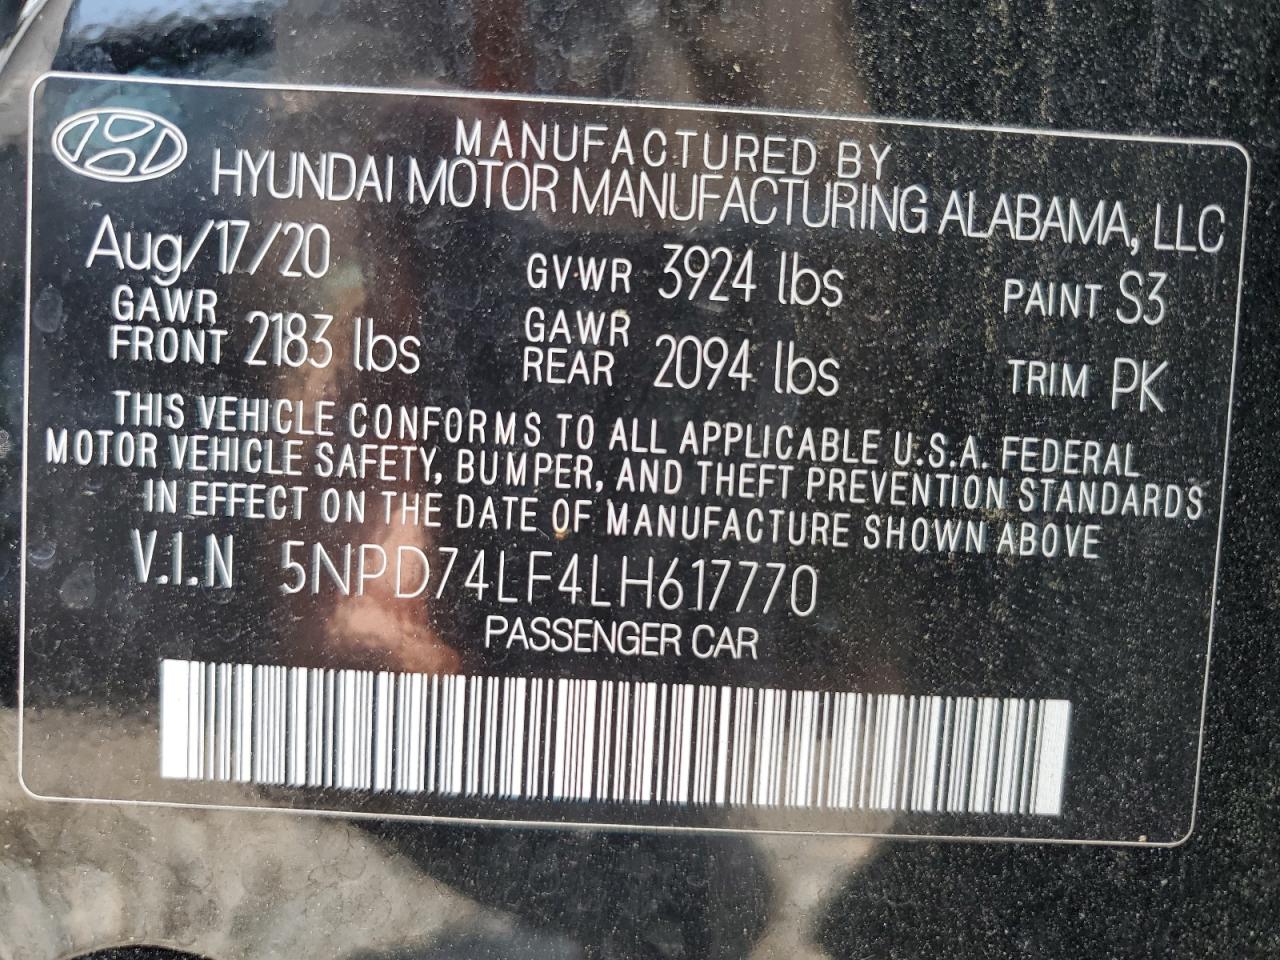 MANUFACTURED BY
HYUNDAI MOTOR MANUFACTURING ALABAMA, LLC
Aug/17/20 GVWR 3924 lbs PAINT S3
GAWR FRONT 2183 lbs GAWR REAR 2094 lbs TRIM PK
THIS VEHICLE CONFORMS TO ALL APPLICABLE U.S.A. FEDERAL
MOTOR VEHICLE SAFETY, BUMPER, AND THEFT PREVENTION STANDARDS
IN EFFECT ON THE DATE OF MANUFACTURE SHOWN ABOVE
V.I.N 5NPD74LF4LH617770
PASSENGER CAR